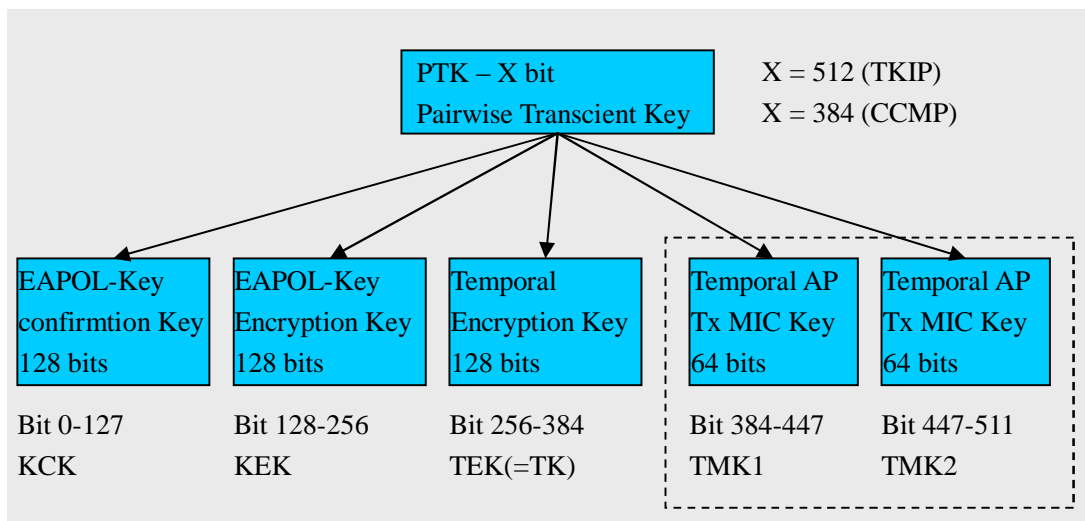 PTK – X bit
Pairwise Transcient Key
X = 512 (TKIP)
X = 384 (CCMP)
EAPOL-Key
confirmtion Key
128 bits
EAPOL-Key
Encryption Key
128 bits
Temporal
Encryption Key
128 bits
Temporal AP
Tx MIC Key
64 bits
Temporal AP
Tx MIC Key
64 bits
Bit 0-127
KCK
Bit 128-256
KEK
Bit 256-384
TEK(=TK)
Bit 384-447
TMK1
Bit 447-511
TMK2